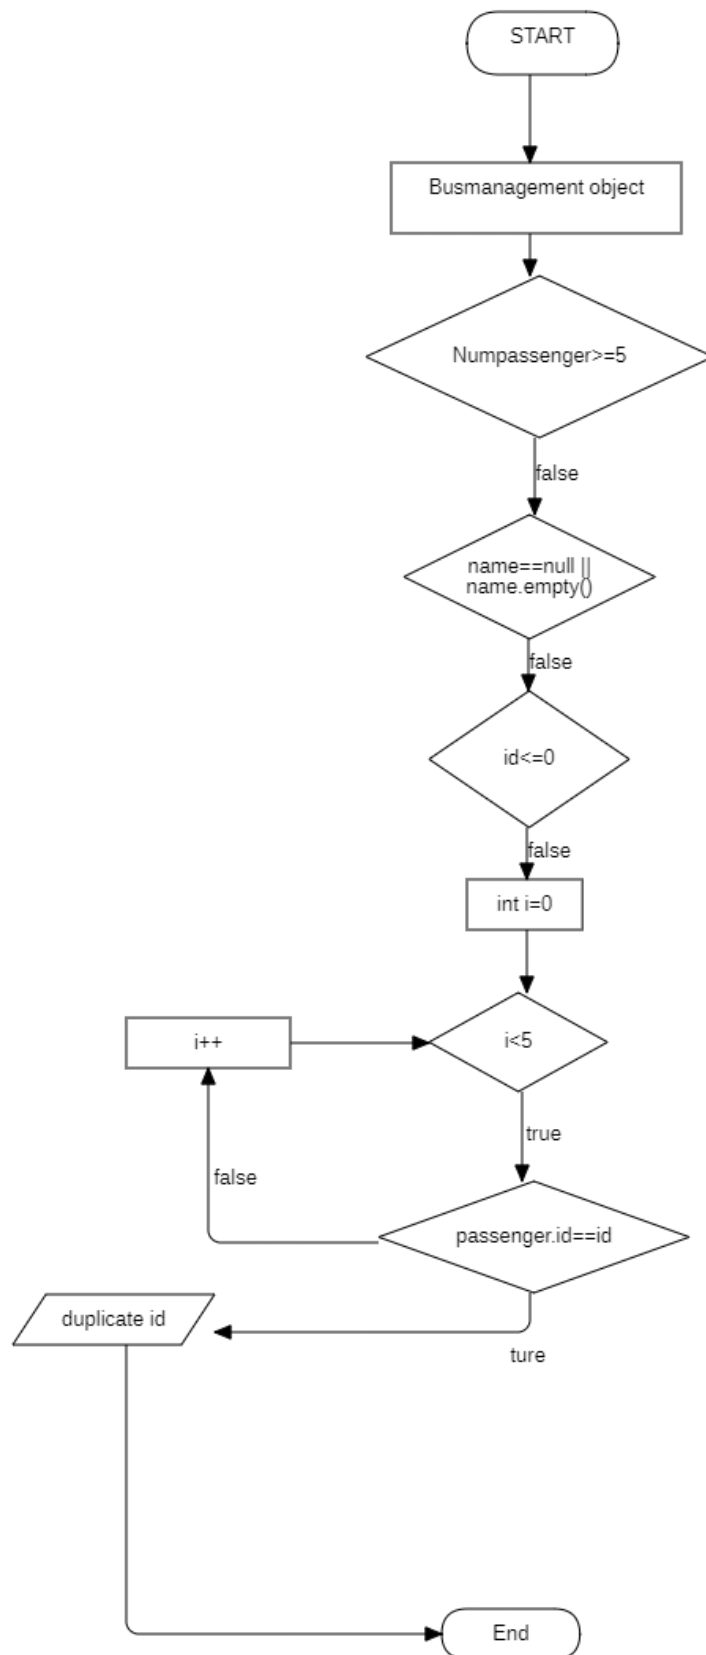 START
Busmanagement object
Numpassenger>=5
false
name==null ||
name.empty()
false
id<=0
false
int i=0
i++
i<5
true
false
passenger.id==id
duplicate id
ture
End